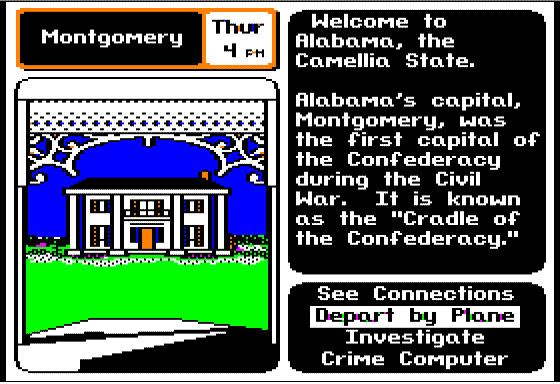 Montgomery
Thur
4 PM
Welcome to
Alabama, the
Camellia State.
Alabama's capital,
Montgomery, was
the first capital of
the Confederacy
during the Civil
War. It is known
as the "Cradle of
the Confederacy."
See Connections
Depart by Plane
Investigate
Crime Computer